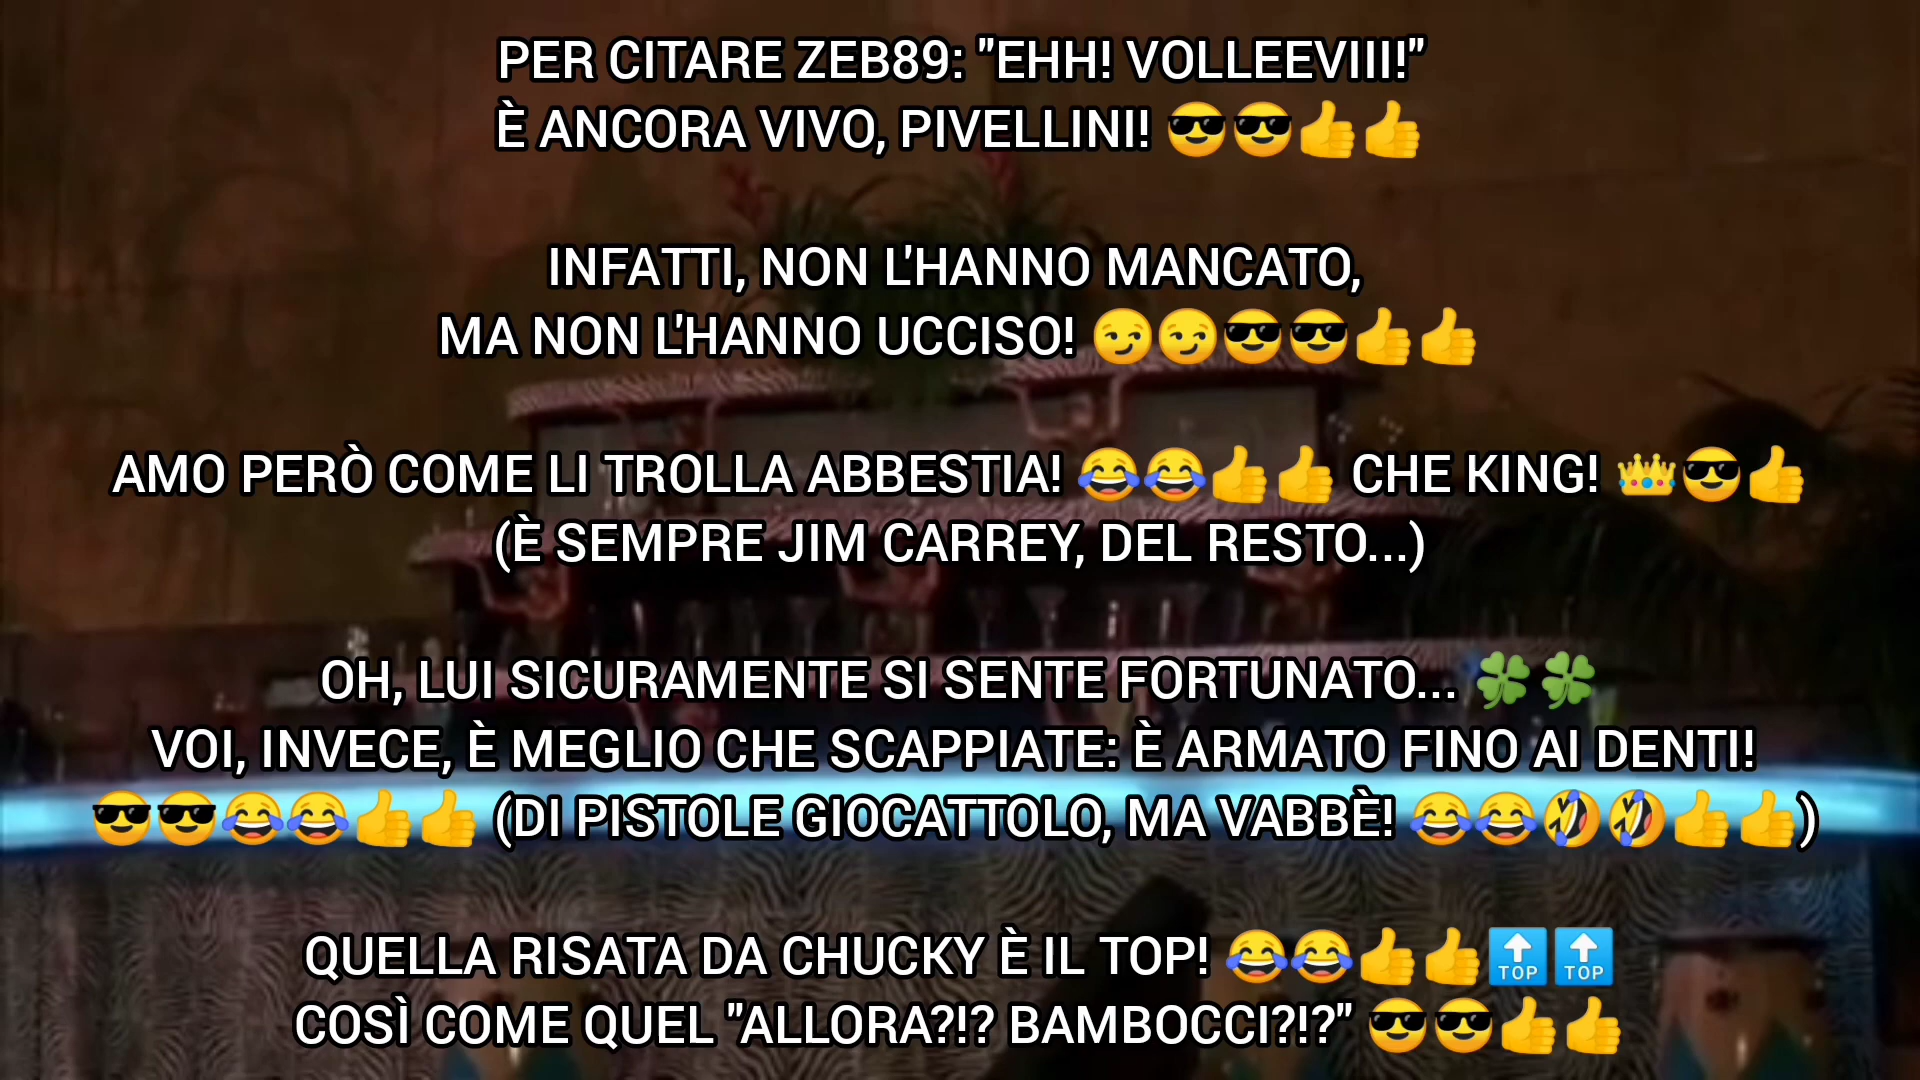 PER CITARE ZEB89: "EHH! VOLLEEVIII!"
È ANCORA VIVO, PIVELLINI! 😎😎👍👍
INFATTI, NON L'HANNO MANCATO,
MA NON L'HANNO UCCISO! 😏😏😎😎👍👍
AMO PERÒ COME LI TROLLA ABBESTIA! 😂😂👍👍 CHE KING! 👑😎👍
(È SEMPRE JIM CARREY, DEL RESTO...)
OH, LUI SICURAMENTE SI SENTE FORTUNATO... 🍀🍀
VOI, INVECE, È MEGLIO CHE SCAPPIATE: È ARMATO FINO AI DENTI!
😎😎😂😂👍👍 (DI PISTOLE GIOCATTOLO, MA VABBÈ! 😂😂🤣🤣👍👍)
QUELLA RISATA DA CHUCKY È IL TOP! 😂😂👍👍🔝🔝
COSÌ COME QUEL "ALLORA?!? BAMBOCCI?!?" 😎😎👍👍